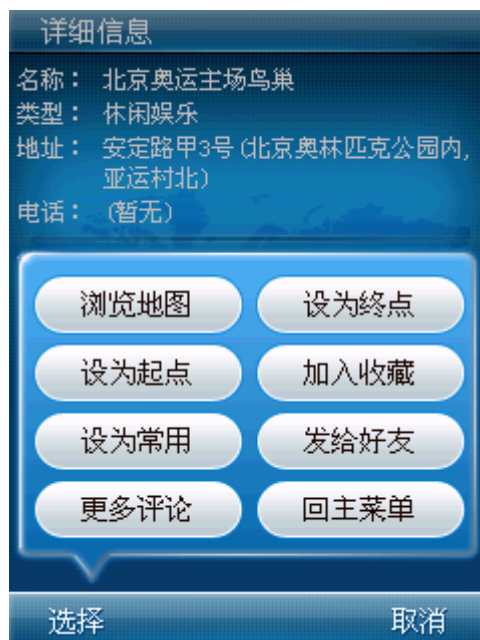 详细信息
名称：北京奥运主场鸟巢
类型：休闲娱乐
地址：安定路甲3号(北京奥林匹克公园内,
亚运村北)
电话：(暂无)
浏览地图 设为终点
设为起点 加入收藏
设为常用 发给好友
更多评论 回主菜单
选择 取消